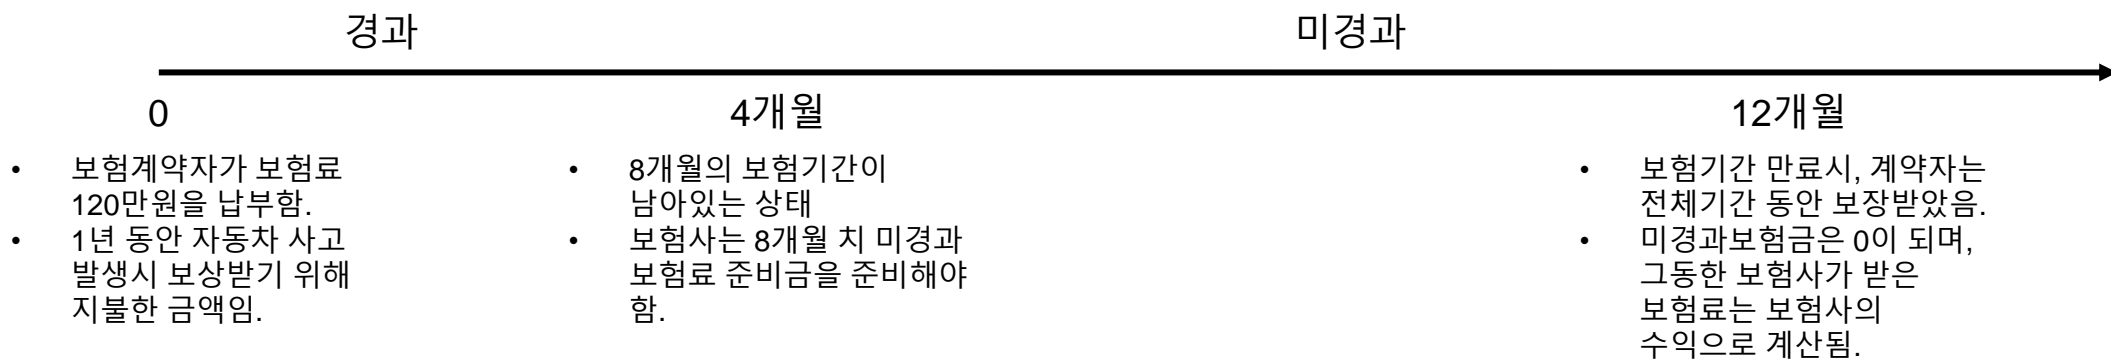 경과
미경과
0
4개월
12개월
• 보험계약자가 보험료
120만원을 납부함.
• 1년 동안 자동차 사고
발생시 보상받기 위해
지불한 금액임.
• 8개월의 보험기간이
남아있는 상태
• 보험사는 8개월 치 미경과
보험료 준비금을 준비해야
함.
• 보험기간 만료시, 계약자는
전체기간 동안 보장받았음.
• 미경과보험금은 0이 되며,
그동한 보험사가 받은
보험료는 보험사의
수익으로 계산됨.